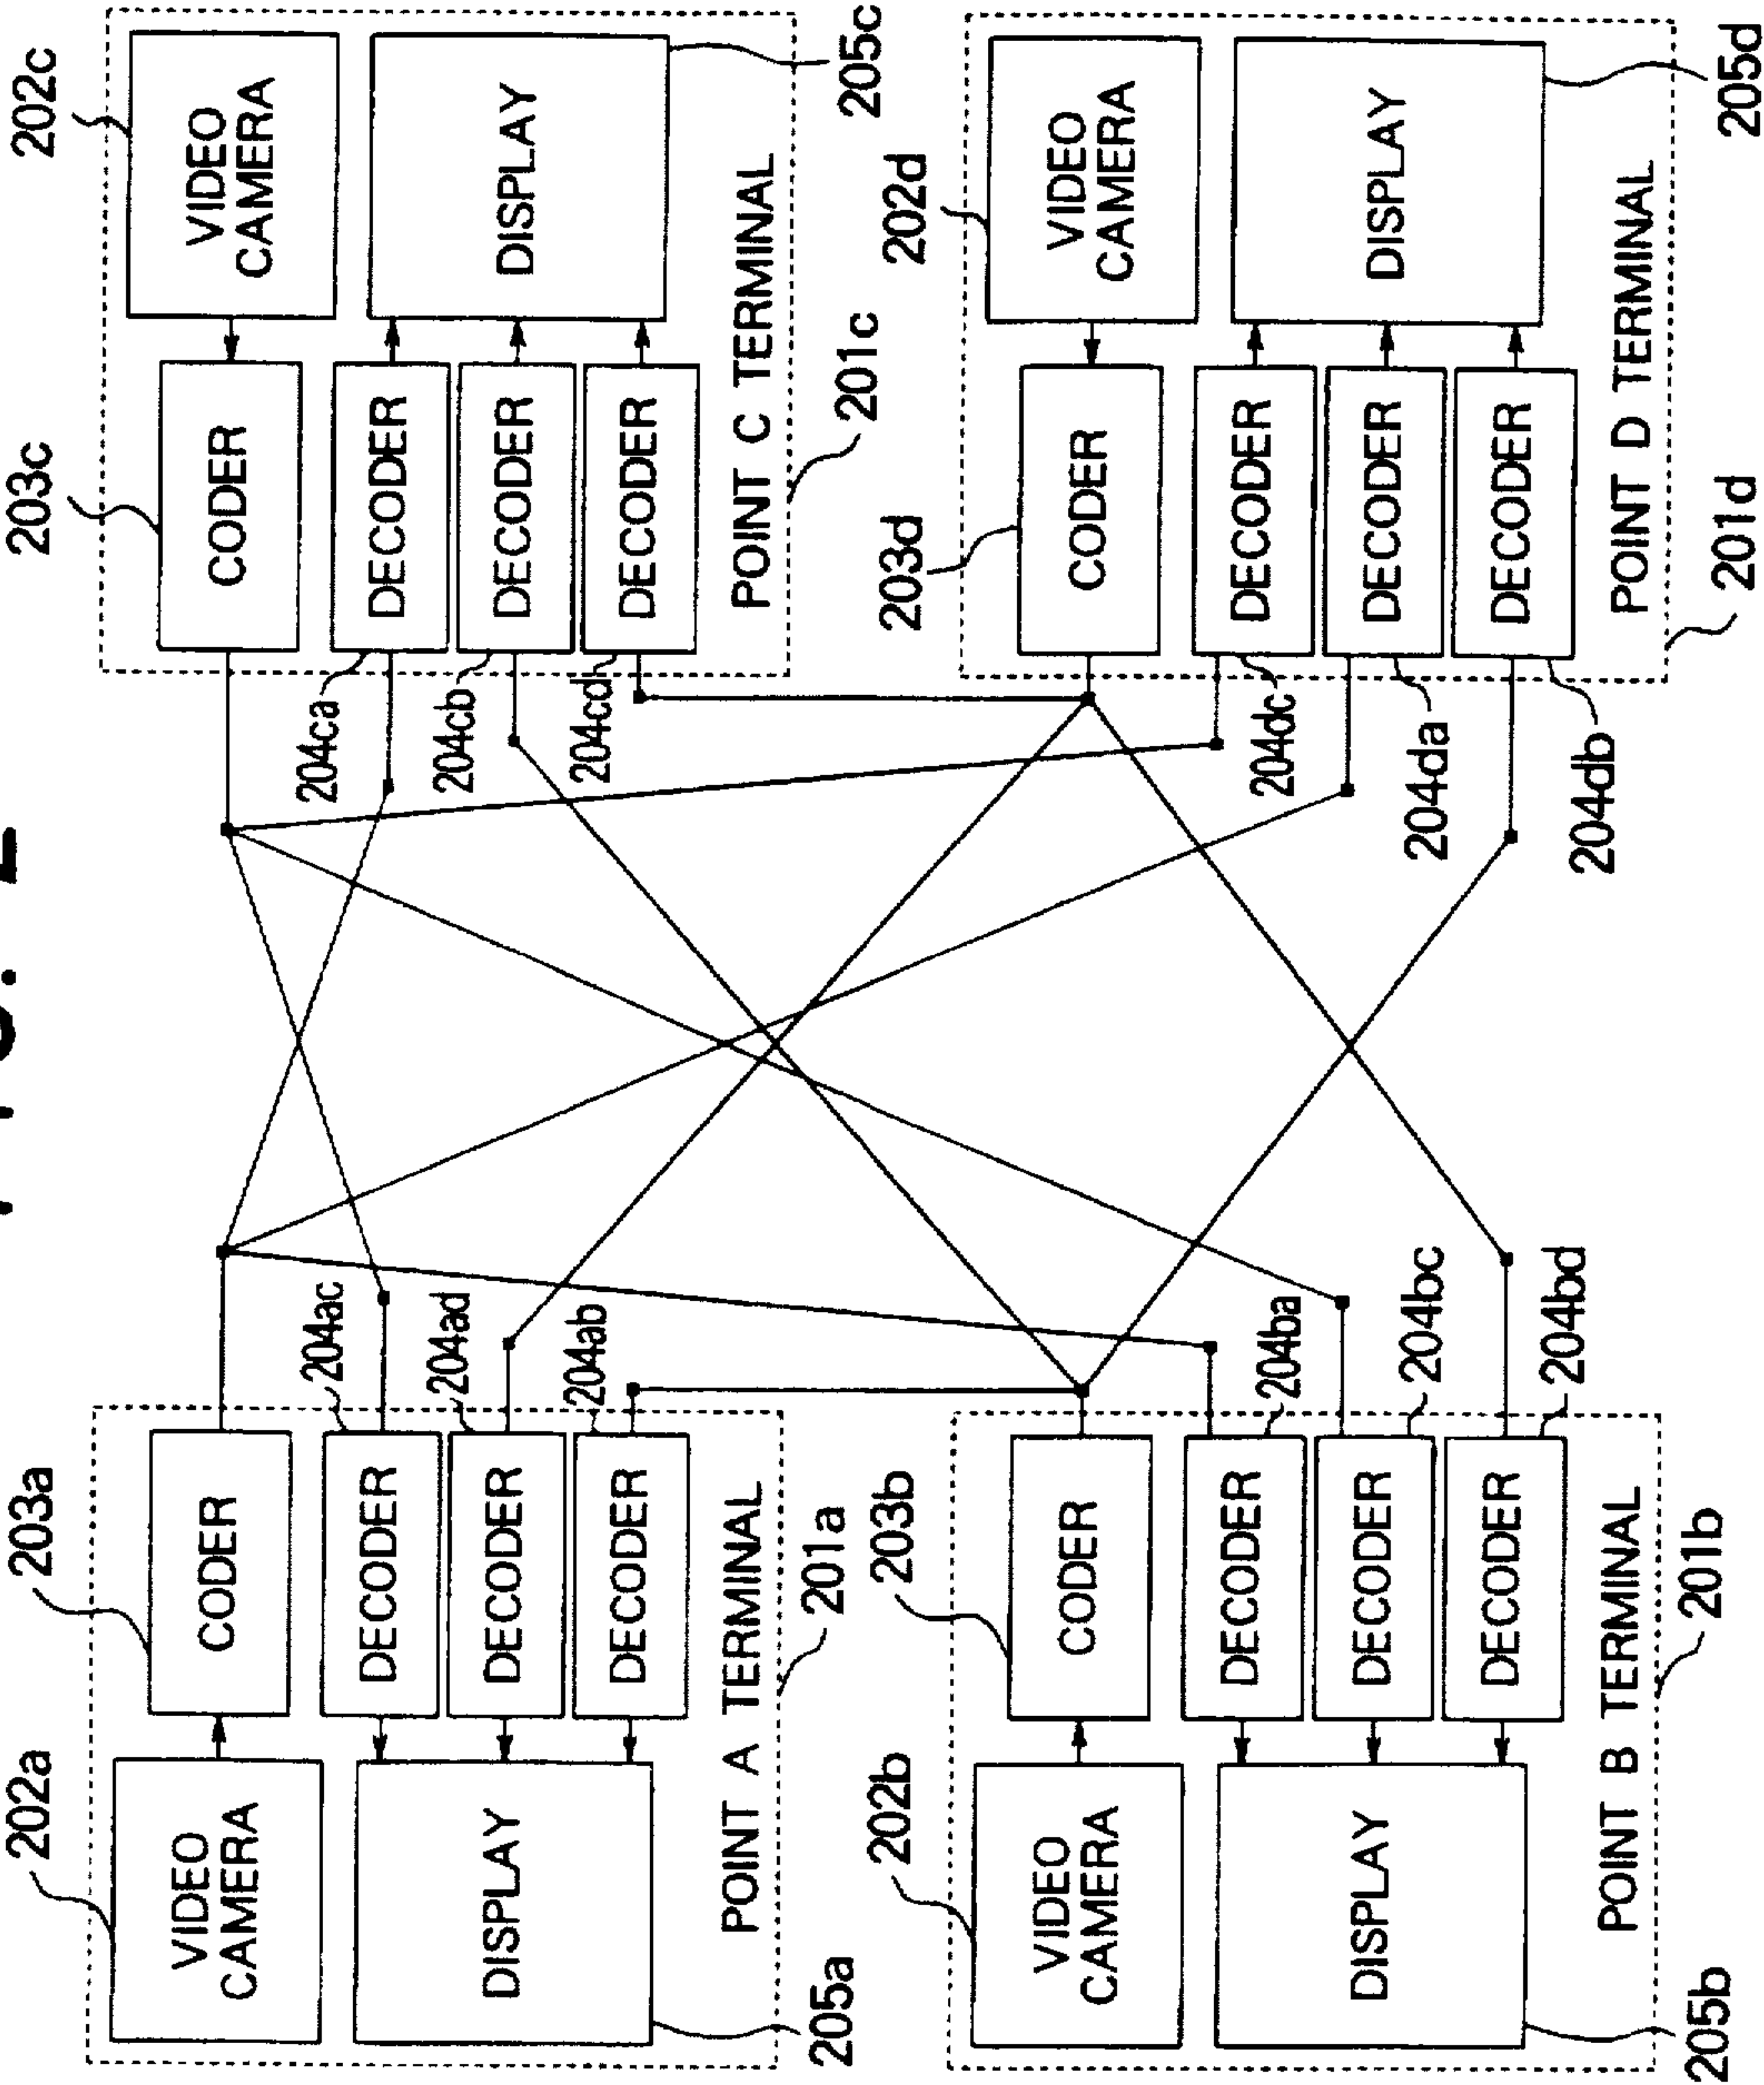 202a
203a
203c
202c
VIDEO
CAMERA
CODER
CODER
VIDEO
CAMERA
204ac
204ca
DECODER
DECODER
204ad
204cb
DISPLAY
DECODER
DECODER
DISPLAY
204ab
204cd
DECODER
DECODER
POINT A TERMINAL
POINT C TERMINAL
205a
201a
201c
205c
202b
203b
203d
202d
VIDEO
CAMERA
CODER
CODER
VIDEO
CAMERA
DECODER
204ba
204dc
DECODER
DISPLAY
DECODER
204bc
204da
DECODER
DISPLAY
DECODER
204bd
204db
DECODER
POINT B TERMINAL
POINT D TERMINAL
205b
201b
201d
205d